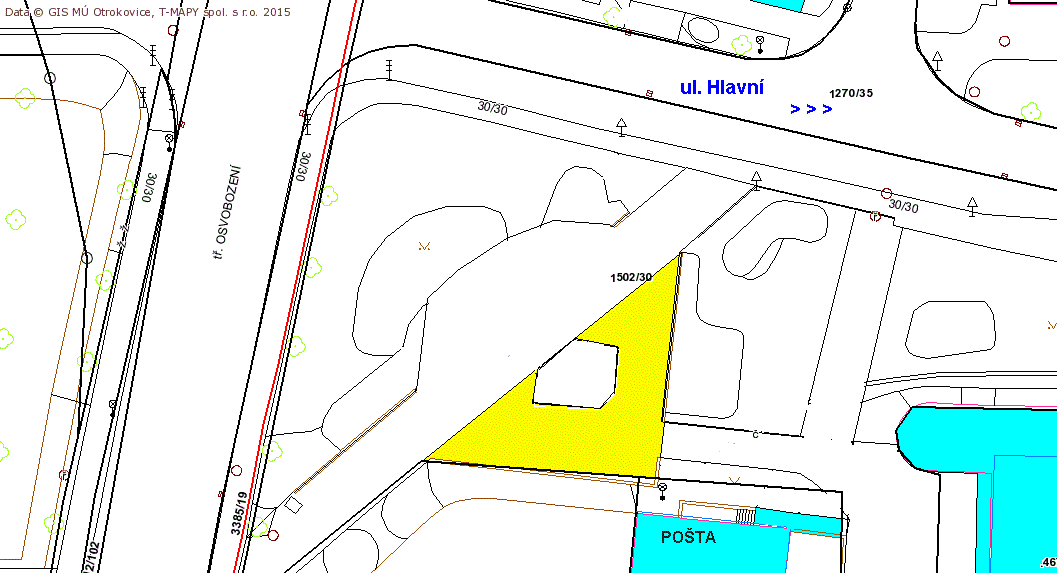 Data © GIS MÚ Otrokovice, T-MAPY spol. s r.o. 2015
ul. Hlavní
1270/35
> > >
30/30
30/30
30/30
tř. OSVOBOZENÍ
30/30
1502/30
č
3385/19
POŠTA
2/102
.46